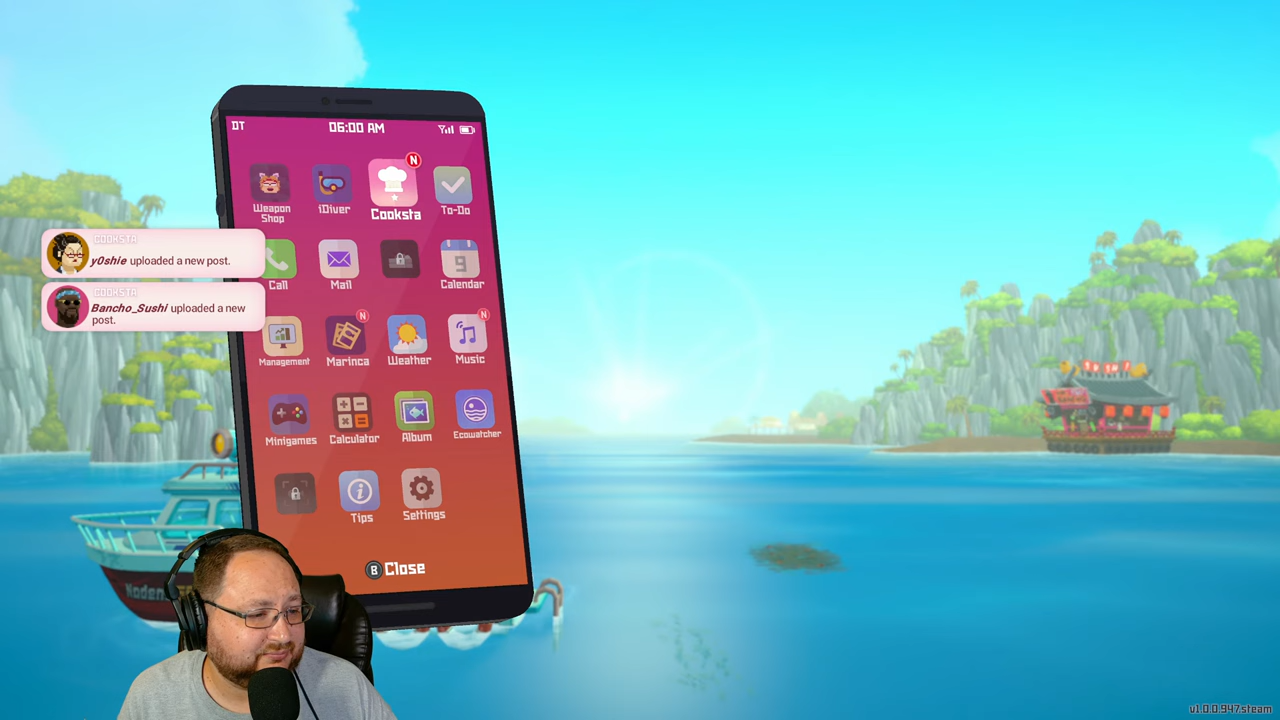 DT 06:00 AM
N
Weapon Shop
iDiver
Cooksta
To-Do
COOKSTA
y0shie uploaded a new post.
COOKSTA
Bancho_Sushi uploaded a new
post.
Call
Mail
9
Calendar
Management
N
Marinca
Weather
N
Music
Minigames
Calculator
Album
Ecowatcher
Tips
Settings
B Close
v1.0.0.947.steam